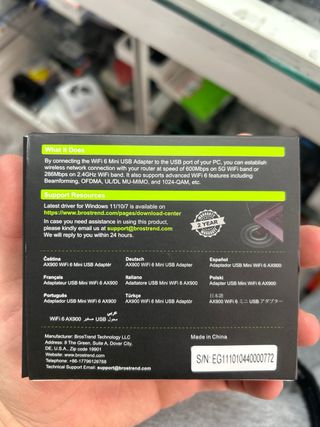 What It Does
By connecting the WiFi 6 Mini USB Adapter to the USB port of your PC, you can establish
wireless network connection with your router at speed of 600Mbps on 5G WiFi band or
286Mbps on 2.4GHz WiFi band. It also supports advanced WiFi 6 features including
Beamforming, OFDMA, UL/DL MU-MIMO, and 1024-QAM, etc.
Support Resources
Latest driver for Windows 11/10/7 is available on
https://www.brostrend.com/pages/download-center
In case you need assistance in using this product,
please kindly email us at support@brostrend.com
We will reply to you within 24 hours.
2 YEAR
Čeština
AX900 WiFi 6 Mini USB Adaptér
Deutsch
AX900 WiFi 6 Mini USB Adapter
Español
Adaptador USB Mini WiFi 6 AX900
Français
Adaptateur USB Mini WiFi 6 AX900
Italiano
Adattatore USB Mini WiFi 6 AX900
Polski
Adapter USB Mini WiFi 6 AX900
Português
Adaptador USB Mini WiFi 6 AX900
Türkçe
AX900 WiFi 6 Mini USB Adaptörü
日本語
AX900 WiFi 6 ミニ USB アダプター
عربي
محول USB صغير WiFi 6 AX900
Manufacturer: BrosTrend Technology LLC
Address: 8 The Green, Suite A, Dover City,
DE, U.S.A., Zip code 19901
Website: www.brostrend.com
Telephone: +86-17796128768
Technical Support Email: support@brostrend.com
Made in China
S/N: EG111010440000772